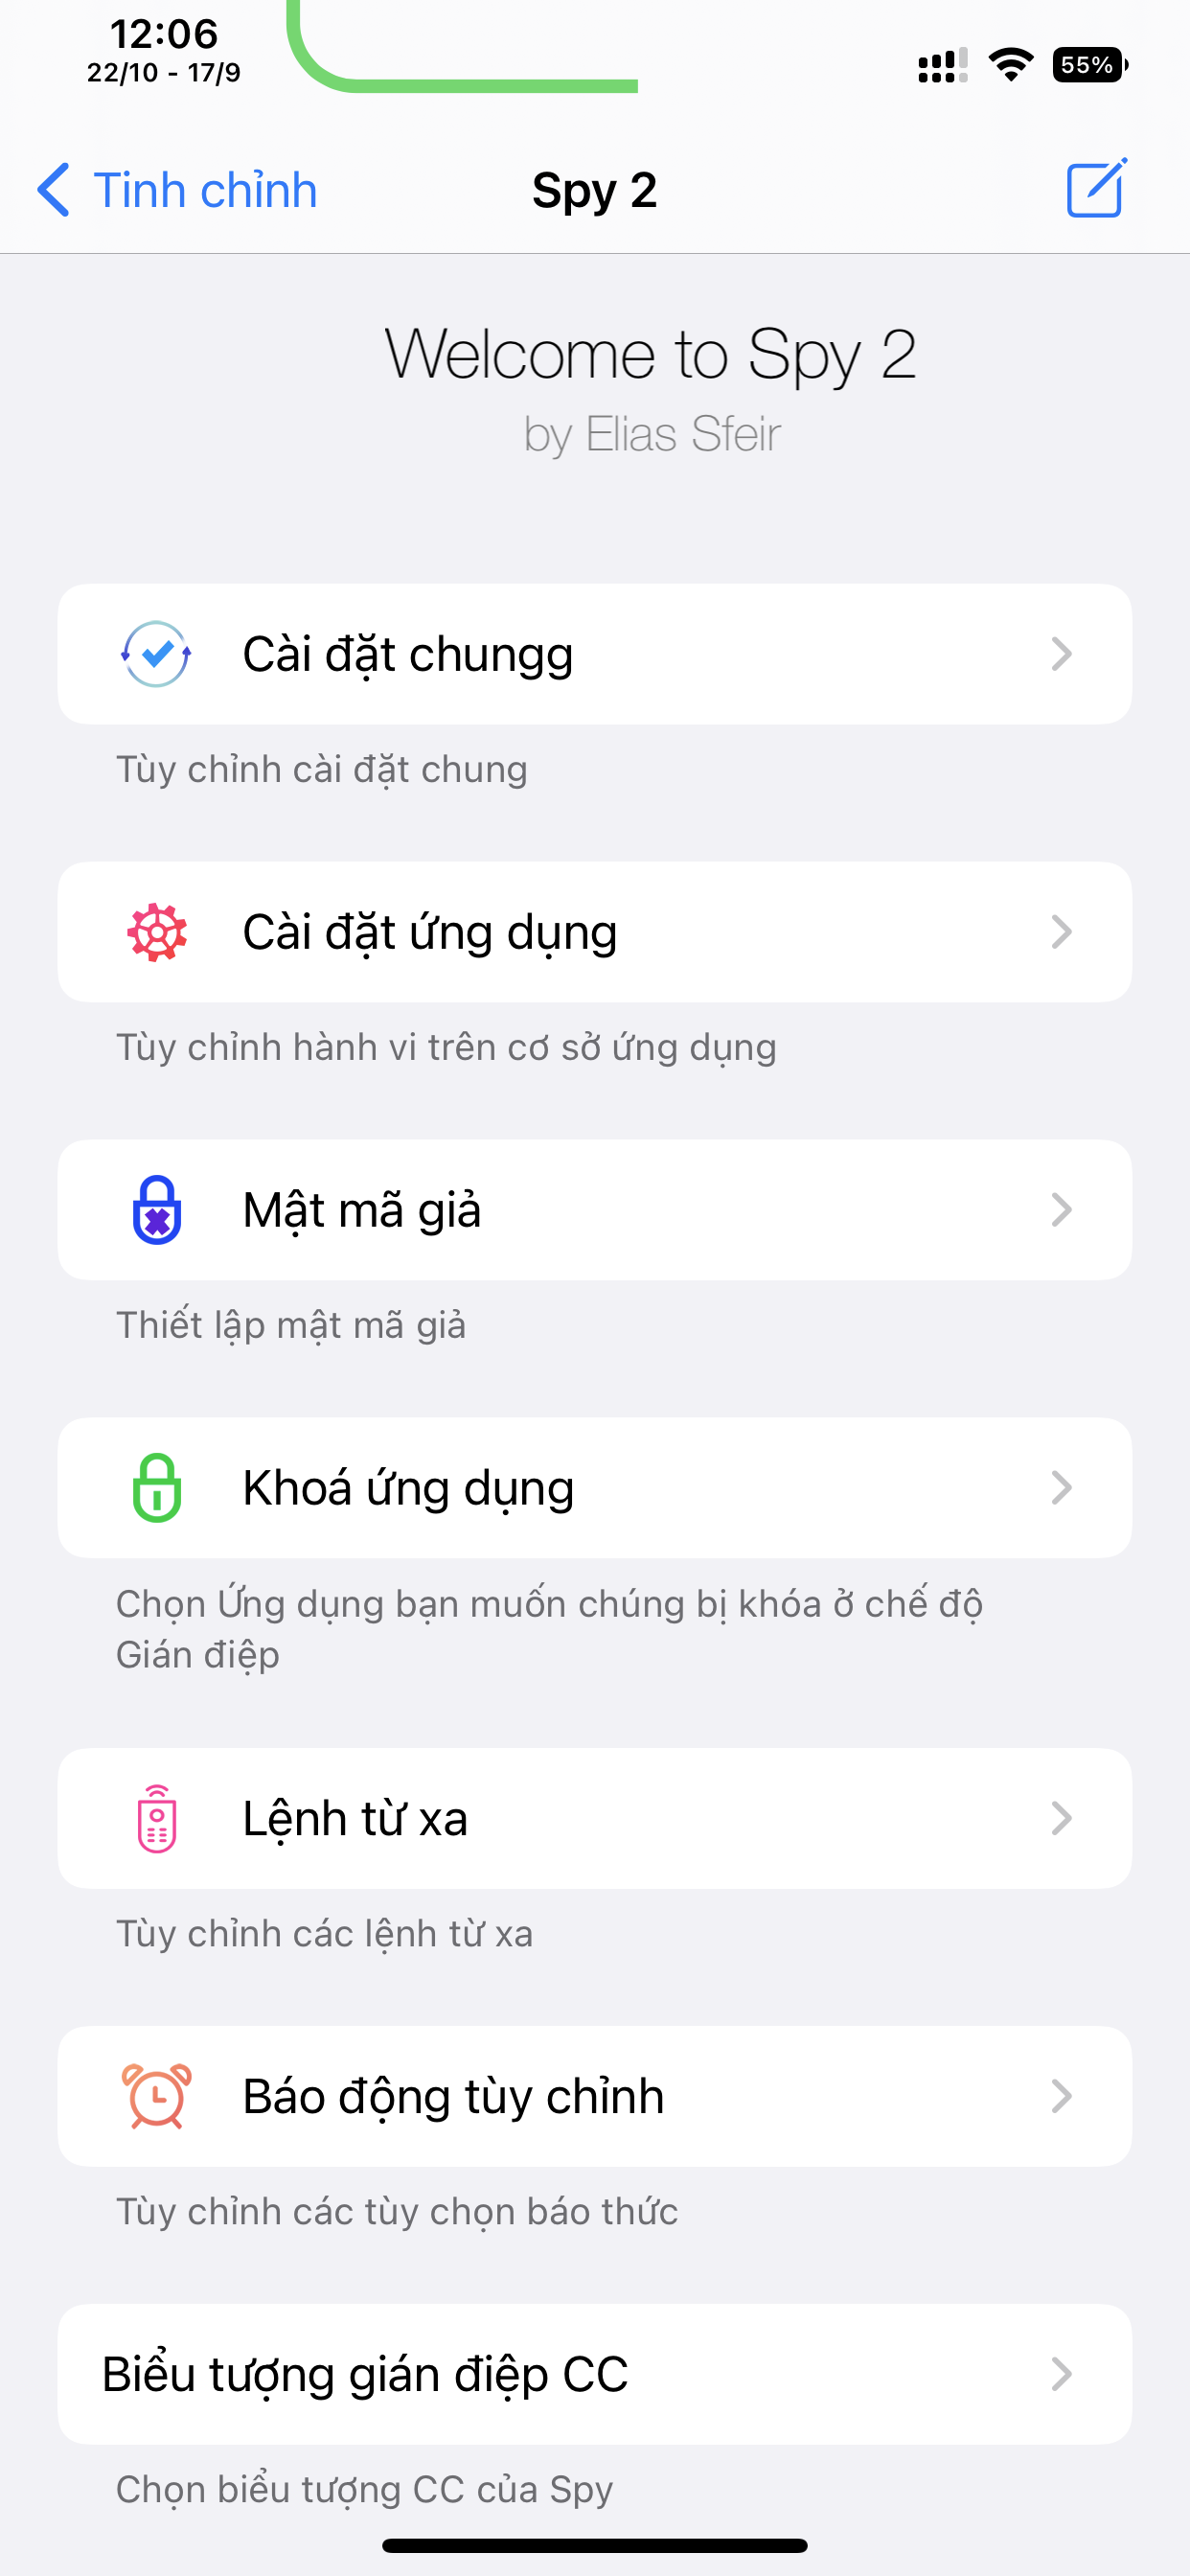 12:06
22/10 - 17/9
55%
Tinh chỉnh
Spy 2
Welcome to Spy 2
by Elias Sfeir
Cài đặt chungg
Tùy chỉnh cài đặt chung
Cài đặt ứng dụng
Tùy chỉnh hành vi trên cơ sở ứng dụng
Mật mã giả
Thiết lập mật mã giả
Khoá ứng dụng
Chọn Ứng dụng bạn muốn chúng bị khóa ở chế độ
Gián điệp
Lệnh từ xa
Tùy chỉnh các lệnh từ xa
Báo động tùy chỉnh
Tùy chỉnh các tùy chọn báo thức
Biểu tượng gián điệp CC
Chọn biểu tượng CC của Spy